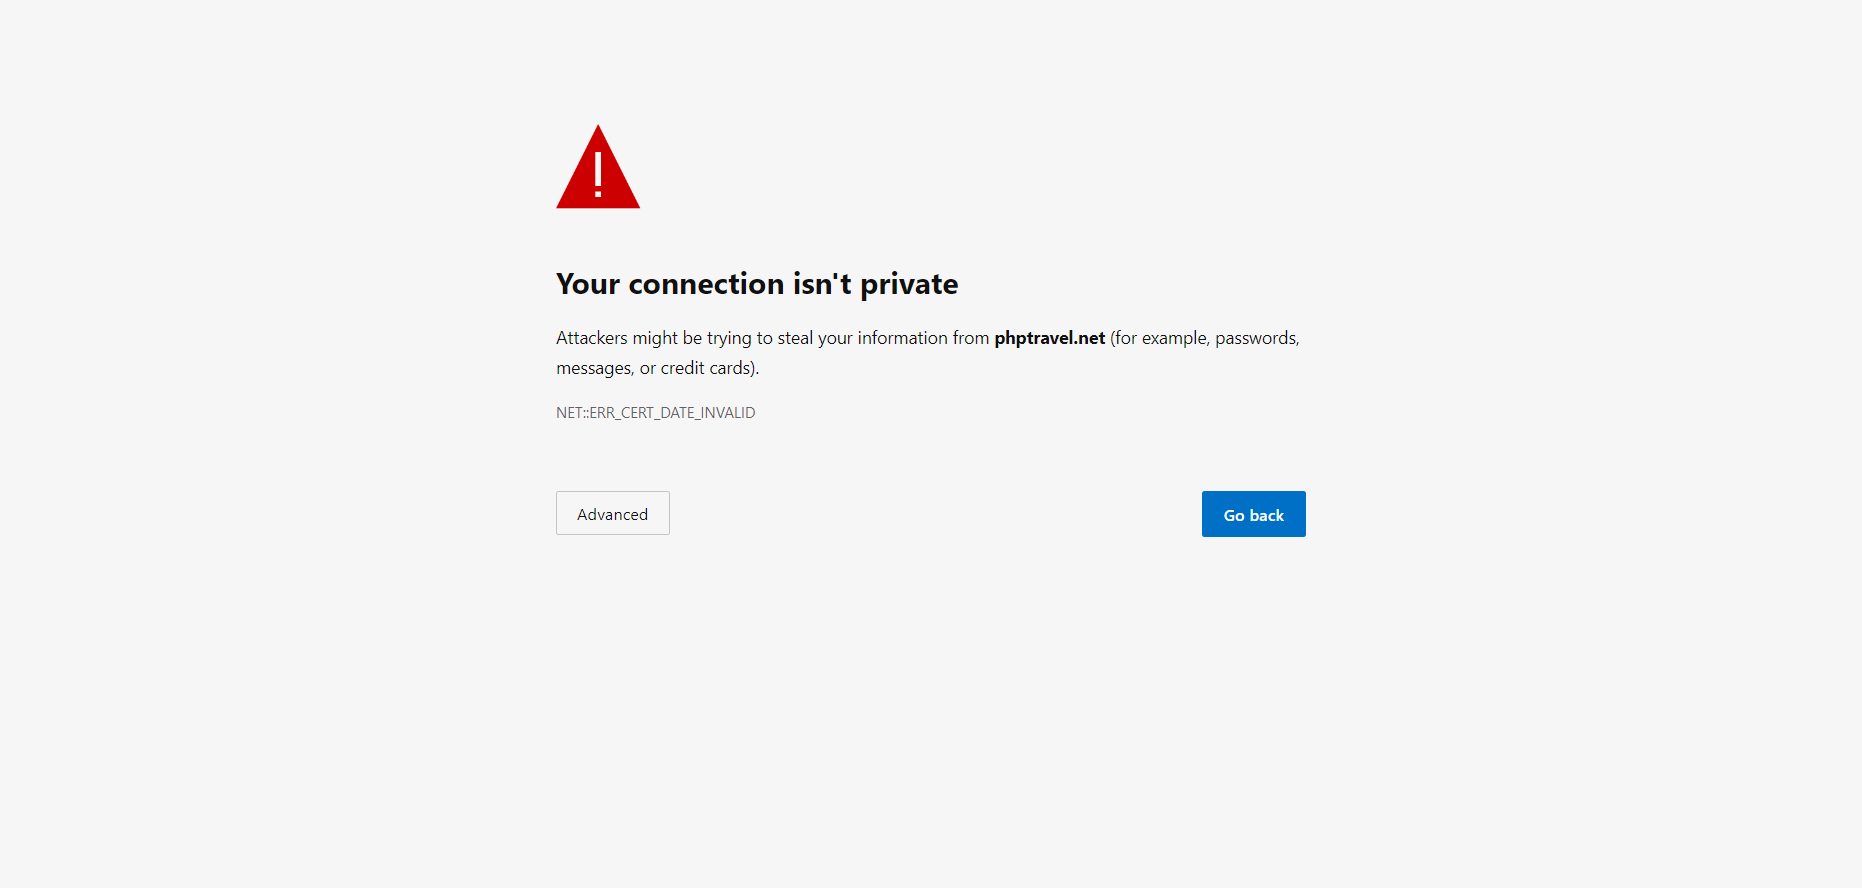 Your connection isn't private
Attackers might be trying to steal your information from phptravel.net (for example, passwords,
messages, or credit cards).
NET::ERR_CERT_DATE_INVALID
Advanced
Go back